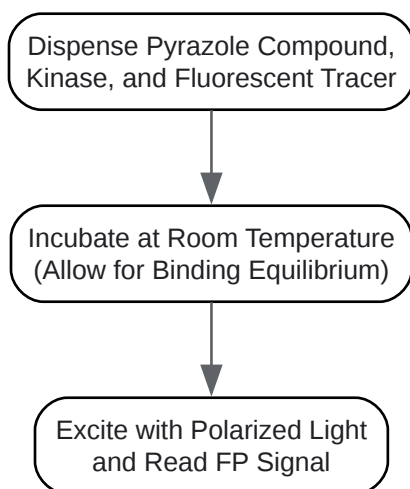 Dispense Pyrazole Compound,
Kinase, and Fluorescent Tracer
Incubate at Room Temperature
(Allow for Binding Equilibrium)
Excite with Polarized Light
and Read FP Signal